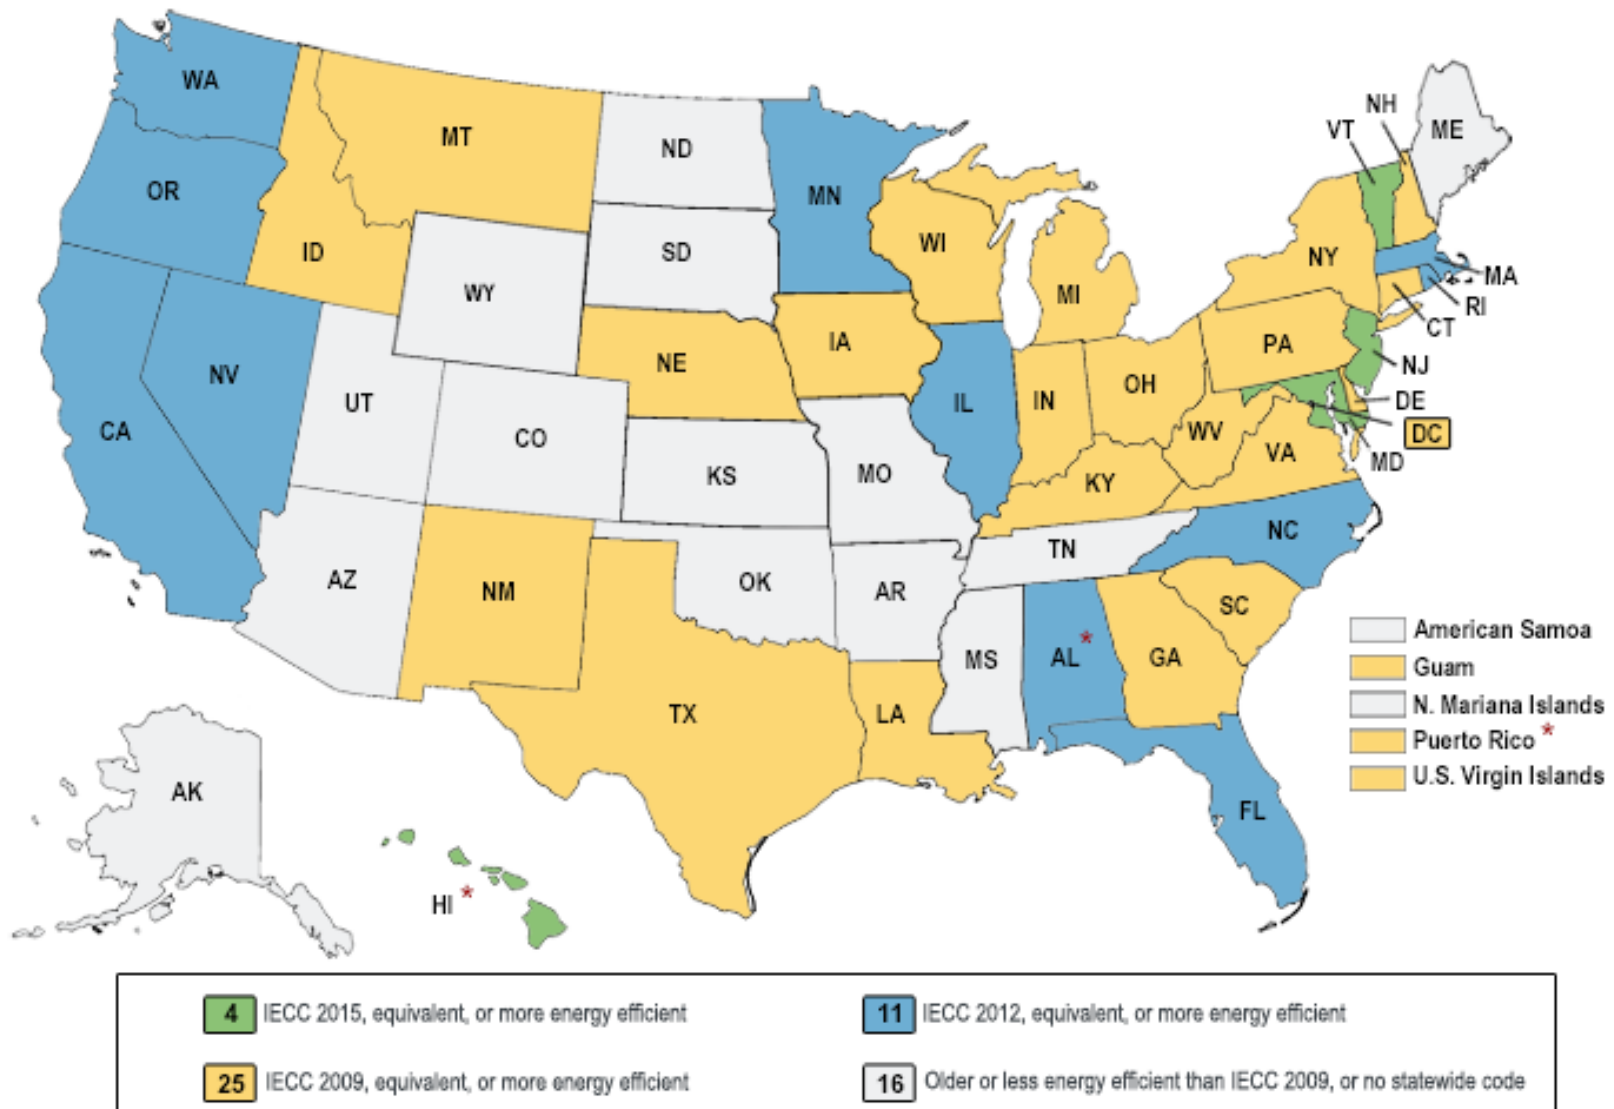 WA
MT
ND
MN
OR
ID
SD
WI
MI
NH
VT
ME
NY
MA
RI
CT
WY
NE
IA
PA
NJ
NV
UT
CO
CA
IL
IN
OH
DE
DC
WV
VA
MD
KS
MO
KY
AZ
NM
OK
AR
TN
NC
SC
MS
AL *
GA
TX
LA
FL
AK
HI *
American Samoa
Guam
N. Mariana Islands
Puerto Rico *
U.S. Virgin Islands
4 IECC 2015, equivalent, or more energy efficient
11 IECC 2012, equivalent, or more energy efficient
25 IECC 2009, equivalent, or more energy efficient
16 Older or less energy efficient than IECC 2009, or no statewide code